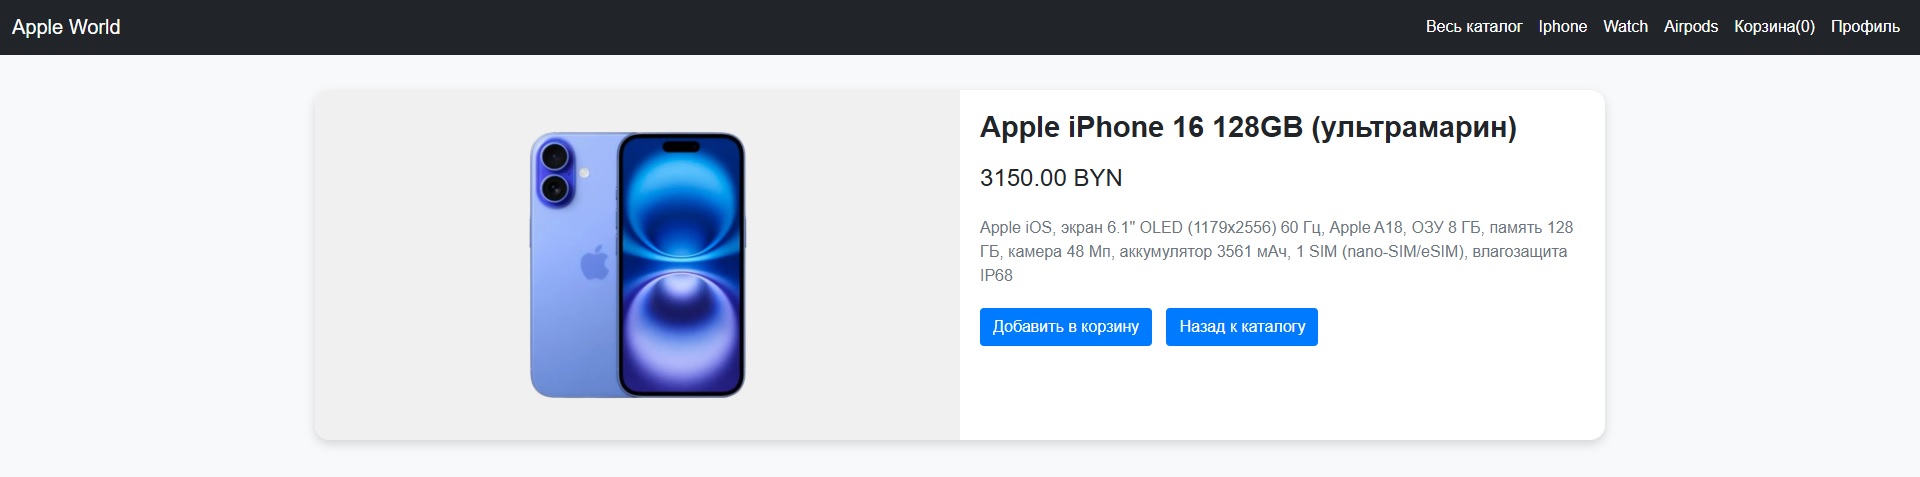 Apple World
Весь каталог Iphone Watch Airpods Корзина(0) Профиль
Apple iPhone 16 128GB (ультрамарин)
3150.00 BYN
Apple iOS, экран 6.1" OLED (1179x2556) 60 Гц, Apple A18, ОЗУ 8 ГБ, память 128
ГБ, камера 48 Мп, аккумулятор 3561 мАч, 1 SIM (nano-SIM/eSIM), влагозащита
IP68
Добавить в корзину Назад к каталогу